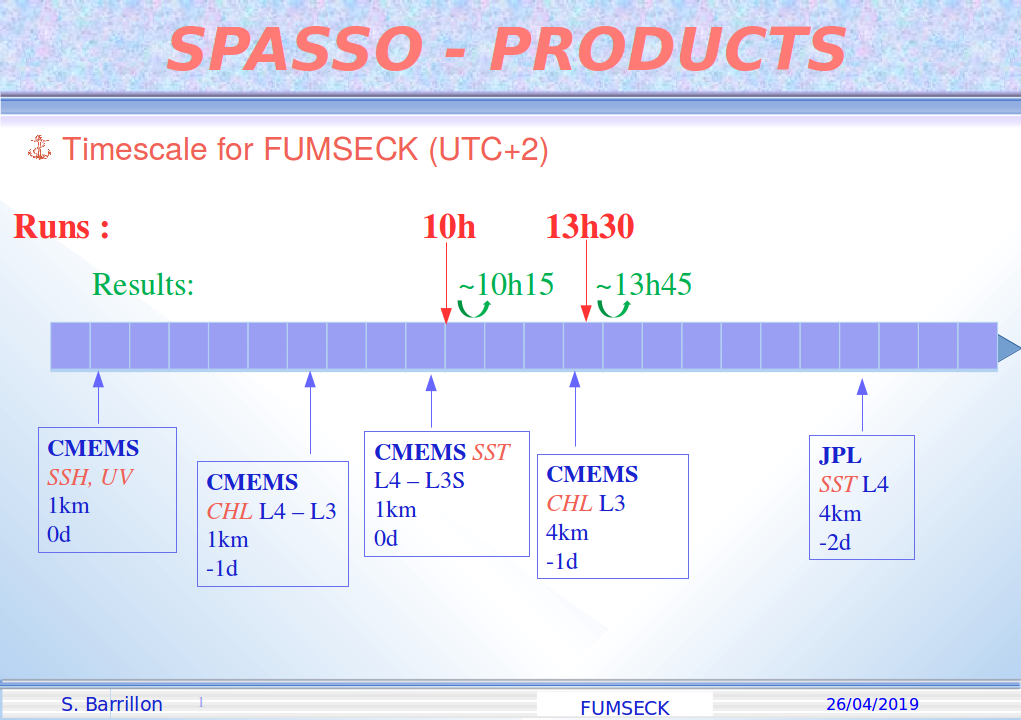 SPASSO - PRODUCTS
Timescale for FUMSECK (UTC+2)
Runs :
10h
13h30
Results:
~10h15
~13h45
CMEMS
SSH, UV
1km
0d
CMEMS
CHL L4 – L3
1km
-1d
CMEMS SST
L4 – L3S
1km
0d
CMEMS
CHL L3
4km
-1d
JPL
SST L4
4km
-2d
S. Barrillon
1
FUMSECK
26/04/2019